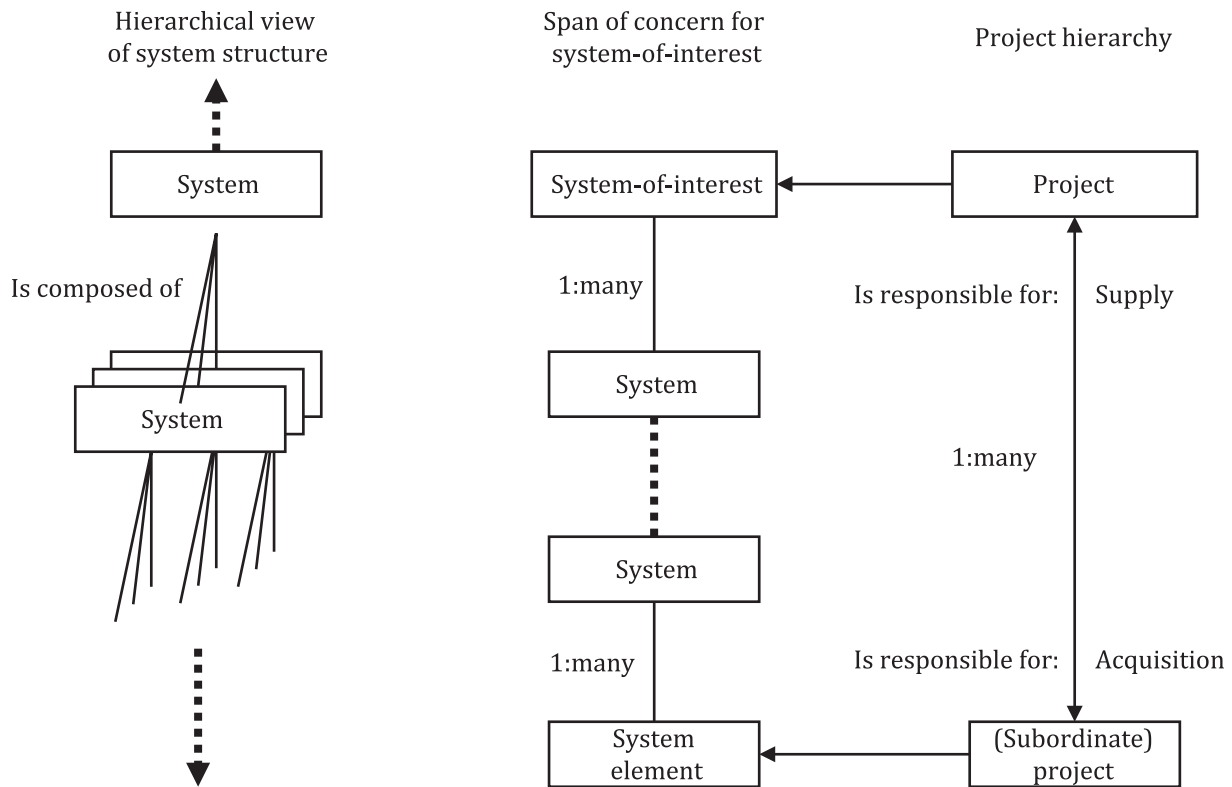 Hierarchical view
of system structure
Span of concern for
system-of-interest
Project hierarchy
System
System-of-interest
Project
Is composed of
1:many
Is responsible for:
Supply
System
System
1:many
System
1:many
Is responsible for:
Acquisition
System
element
(Subordinate)
project